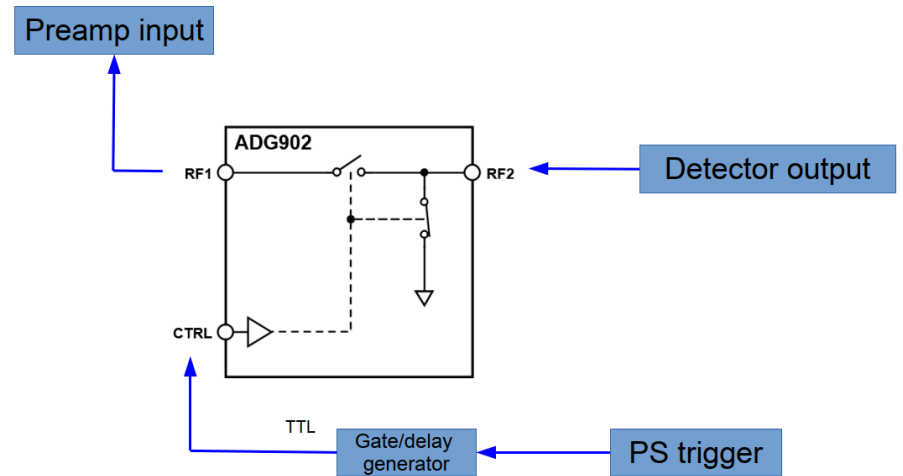 Preamp input
ADG902
RF1
RF2
Detector output
CTRL
TTL
Gate/delay
generator
PS trigger